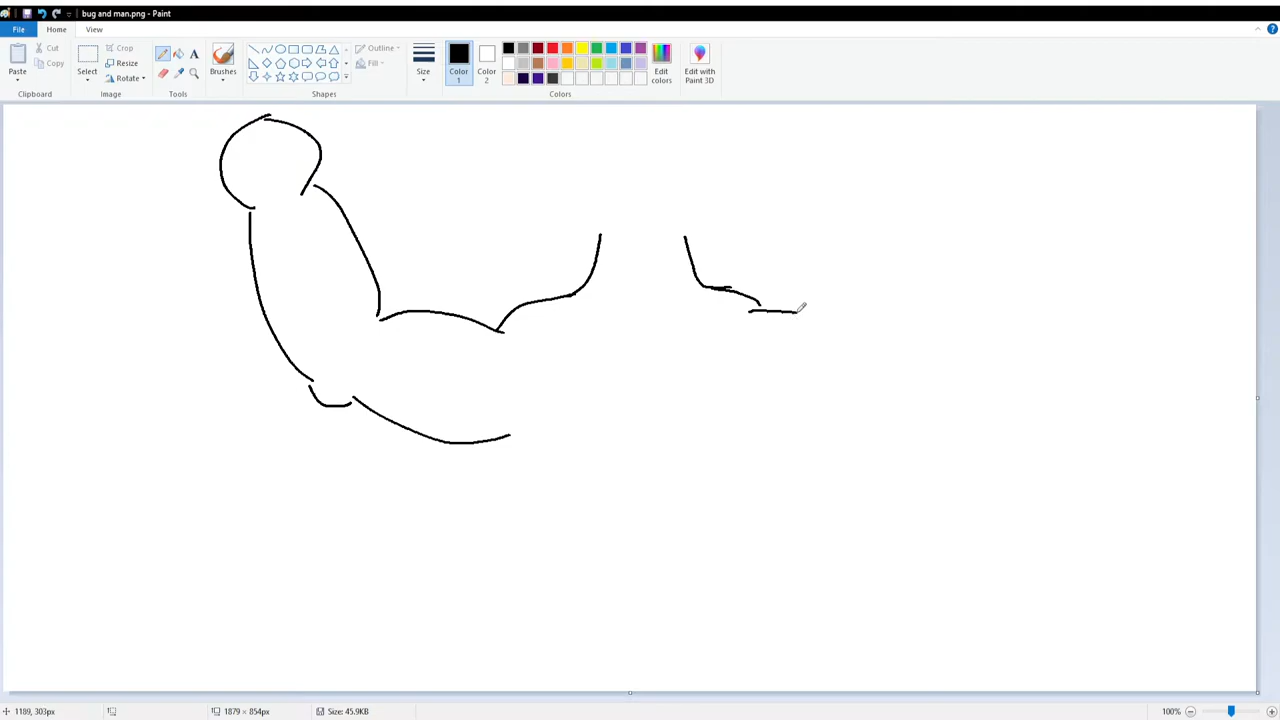 bug and man.png - Paint
File Home View
Paste Cut Copy Clipboard
Select Crop Resize Rotate Image
A Tools
Brushes
Outline Fill Shapes
Size
Color 1
Color 2
Edit colors
Colors
Edit with Paint 3D
1189, 303px 1879 × 854px Size: 45.9KB 100%